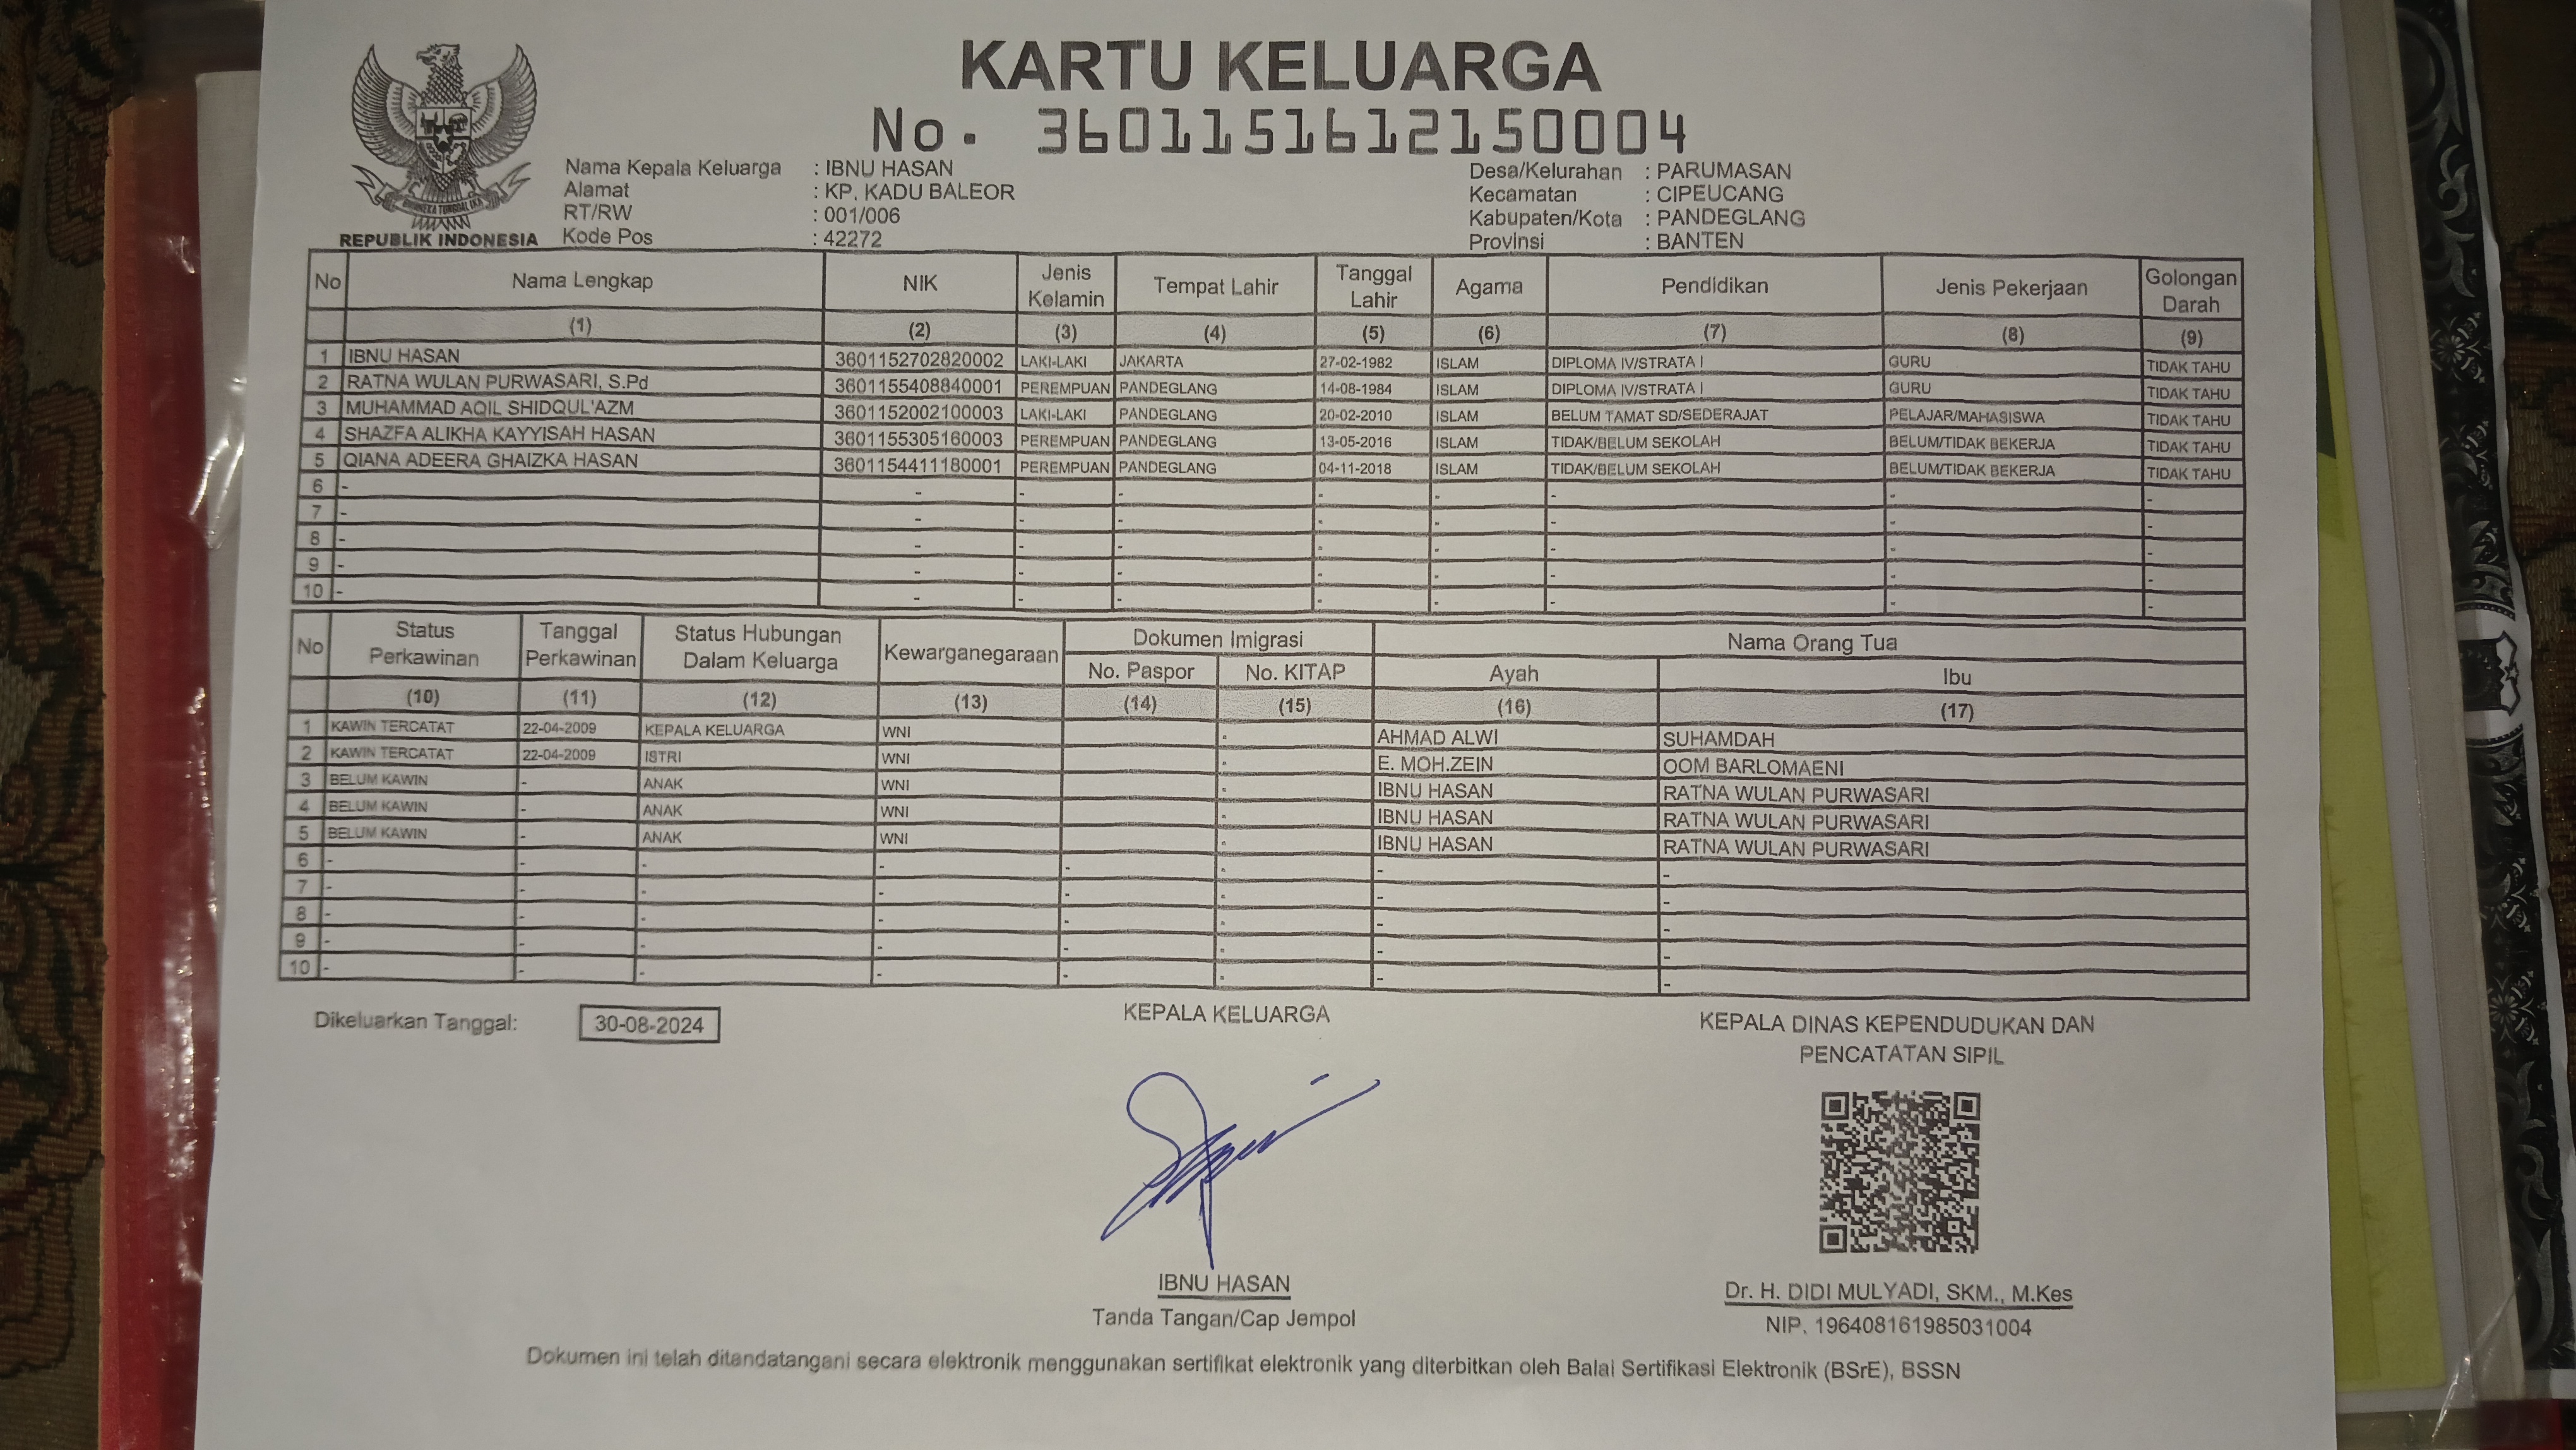 KARTU KELUARGA
No. 3601151612150004
REPUBLIK INDONESIA
Nama Kepala Keluarga : IBNU HASAN
Alamat : KP. KADU BALEOR
RT/RW : 001/006
Kode Pos : 42272
Desa/Kelurahan : PARUMASAN
Kecamatan : CIPEUCANG
Kabupaten/Kota : PANDEGLANG
Provinsi : BANTEN
No Nama Lengkap NIK Jenis Kelamin Tempat Lahir Tanggal Lahir Agama Pendidikan Jenis Pekerjaan Golongan Darah
(1) (2) (3) (4) (5) (6) (7) (8) (9)
1 IBNU HASAN 3601152702820002 LAKI-LAKI JAKARTA 27-02-1982 ISLAM DIPLOMA IV/STRATA I GURU TIDAK TAHU
2 RATNA WULAN PURWASARI, S.Pd 3601155408840001 PEREMPUAN PANDEGLANG 14-08-1984 ISLAM DIPLOMA IV/STRATA I GURU TIDAK TAHU
3 MUHAMMAD AQIL SHIDQUL'AZM 3601152002100003 LAKI-LAKI PANDEGLANG 20-02-2010 ISLAM BELUM TAMAT SD/SEDERAJAT PELAJAR/MAHASISWA TIDAK TAHU
4 SHAZFA ALIKHA KAYYISAH HASAN 3601155305160003 PEREMPUAN PANDEGLANG 13-05-2016 ISLAM TIDAK/BELUM SEKOLAH BELUM/TIDAK BEKERJA TIDAK TAHU
5 QIANA ADEERA GHAIZKA HASAN 3601154411180001 PEREMPUAN PANDEGLANG 04-11-2018 ISLAM TIDAK/BELUM SEKOLAH BELUM/TIDAK BEKERJA TIDAK TAHU
6 - - - - - - - - -
7 - - - - - - - - -
8 - - - - - - - - -
9 - - - - - - - - -
10 - - - - - - - - -
No Status Perkawinan Tanggal Perkawinan Status Hubungan Dalam Keluarga Kewarganegaraan Dokumen Imigrasi Nama Orang Tua
No. Paspor No. KITAP Ayah Ibu
(10) (11) (12) (13) (14) (15) (16) (17)
1 KAWIN TERCATAT 22-04-2009 KEPALA KELUARGA WNI - - AHMAD ALWI SUHAMDAH
2 KAWIN TERCATAT 22-04-2009 ISTRI WNI - - E. MOH.ZEIN OOM BARLOMAENI
3 BELUM KAWIN - ANAK WNI - - IBNU HASAN RATNA WULAN PURWASARI
4 BELUM KAWIN - ANAK WNI - - IBNU HASAN RATNA WULAN PURWASARI
5 BELUM KAWIN - ANAK WNI - - IBNU HASAN RATNA WULAN PURWASARI
6 - - - - - - - -
7 - - - - - - - -
8 - - - - - - - -
9 - - - - - - - -
10 - - - - - - - -
Dikeluarkan Tanggal: 30-08-2024
KEPALA KELUARGA
IBNU HASAN
Tanda Tangan/Cap Jempol
KEPALA DINAS KEPENDUDUKAN DAN
PENCATATAN SIPIL
Dr. H. DIDI MULYADI, SKM., M.Kes
NIP. 196408161985031004
Dokumen ini telah ditandatangani secara elektronik menggunakan sertifikat elektronik yang diterbitkan oleh Balai Sertifikasi Elektronik (BSrE), BSSN